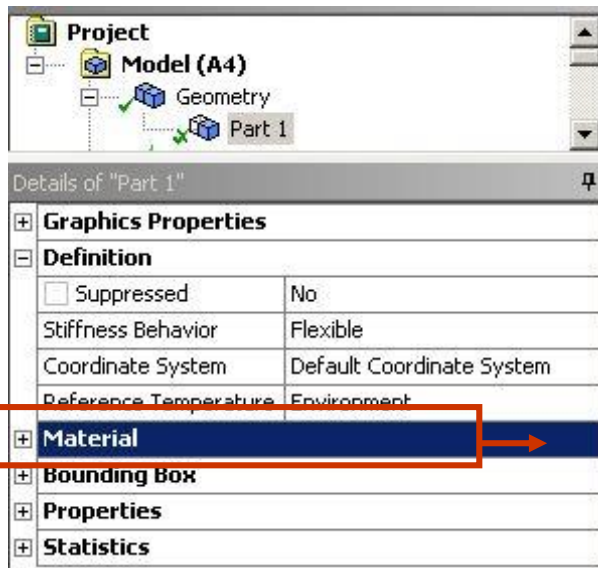 Project
Model (A4)
Geometry
Part 1
Details of "Part 1"
Graphics Properties
Definition
Suppressed No
Stiffness Behavior Flexible
Coordinate System Default Coordinate System
Reference Temperature Environment
Material
Bounding Box
Properties
Statistics